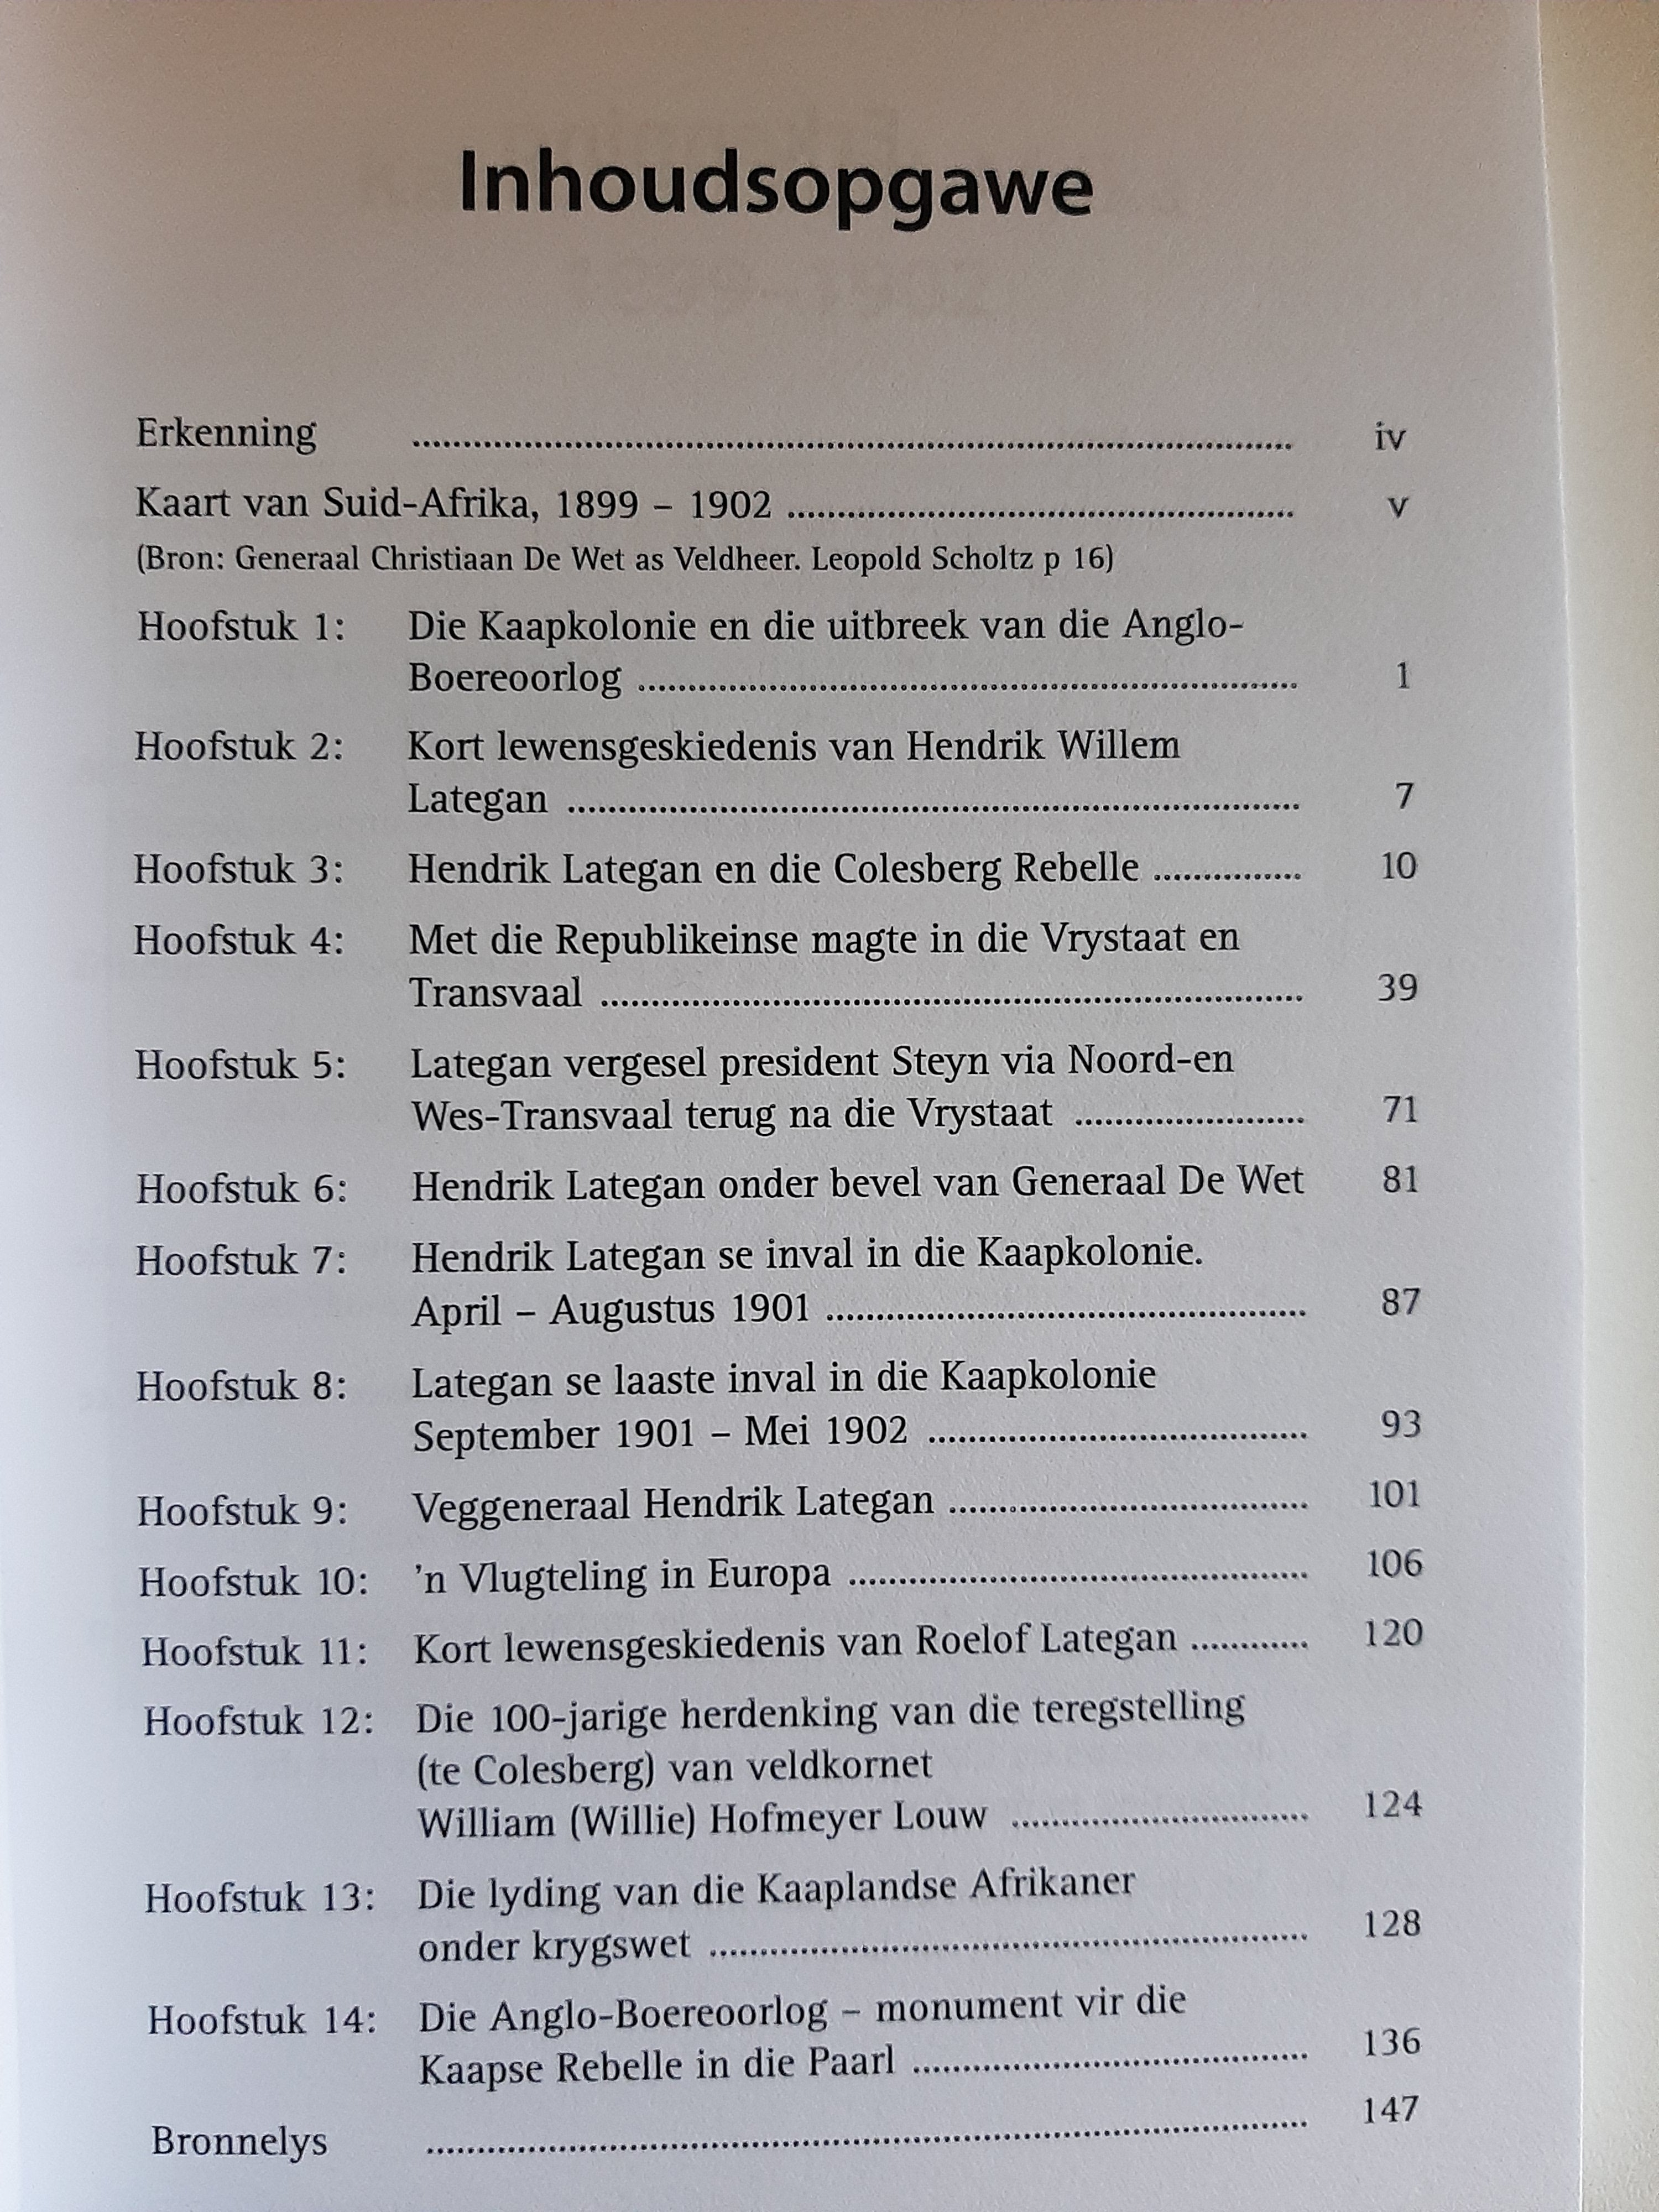 Inhoudsopgawe
Erkenning ........ iv
Kaart van Suid-Afrika, 1899 – 1902 ........ v
(Bron: Generaal Christiaan De Wet as Veldheer. Leopold Scholtz p 16)
Hoofstuk 1: Die Kaapkolonie en die uitbreek van die Anglo-
Boereoorlog ........ 1
Hoofstuk 2: Kort lewensgeskiedenis van Hendrik Willem
Lategan ........ 7
Hoofstuk 3: Hendrik Lategan en die Colesberg Rebelle ........ 10
Hoofstuk 4: Met die Republikeinse magte in die Vrystaat en
Transvaal ........ 39
Hoofstuk 5: Lategan vergesel president Steyn via Noord-en
Wes-Transvaal terug na die Vrystaat ........ 71
Hoofstuk 6: Hendrik Lategan onder bevel van Generaal De Wet 81
Hoofstuk 7: Hendrik Lategan se inval in die Kaapkolonie.
April – Augustus 1901 ........ 87
Hoofstuk 8: Lategan se laaste inval in die Kaapkolonie
September 1901 – Mei 1902 ........ 93
Hoofstuk 9: Veggeneraal Hendrik Lategan ........ 101
Hoofstuk 10: 'n Vlugteling in Europa ........ 106
Hoofstuk 11: Kort lewensgeskiedenis van Roelof Lategan ........ 120
Hoofstuk 12: Die 100-jarige herdenking van die teregstelling
(te Colesberg) van veldkornet
William (Willie) Hofmeyer Louw ........ 124
Hoofstuk 13: Die lyding van die Kaaplandse Afrikaner
onder krygswet ........ 128
Hoofstuk 14: Die Anglo-Boereoorlog – monument vir die
Kaapse Rebelle in die Paarl ........ 136
Bronnelys ........ 147